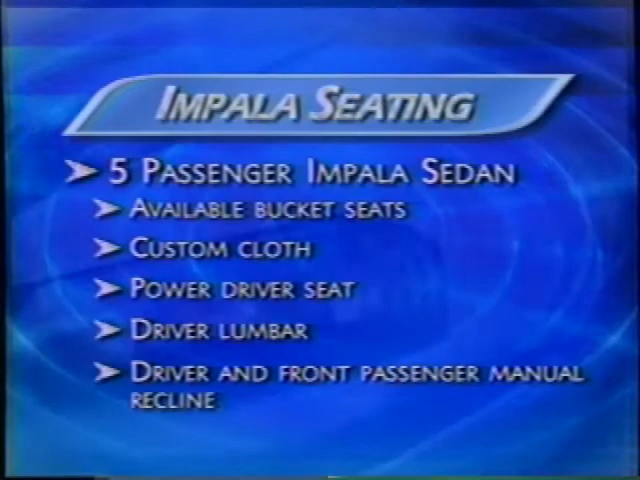 Impala Seating
5 Passenger Impala Sedan
Available bucket seats
Custom cloth
Power driver seat
Driver lumbar
Driver and front passenger manual
recline